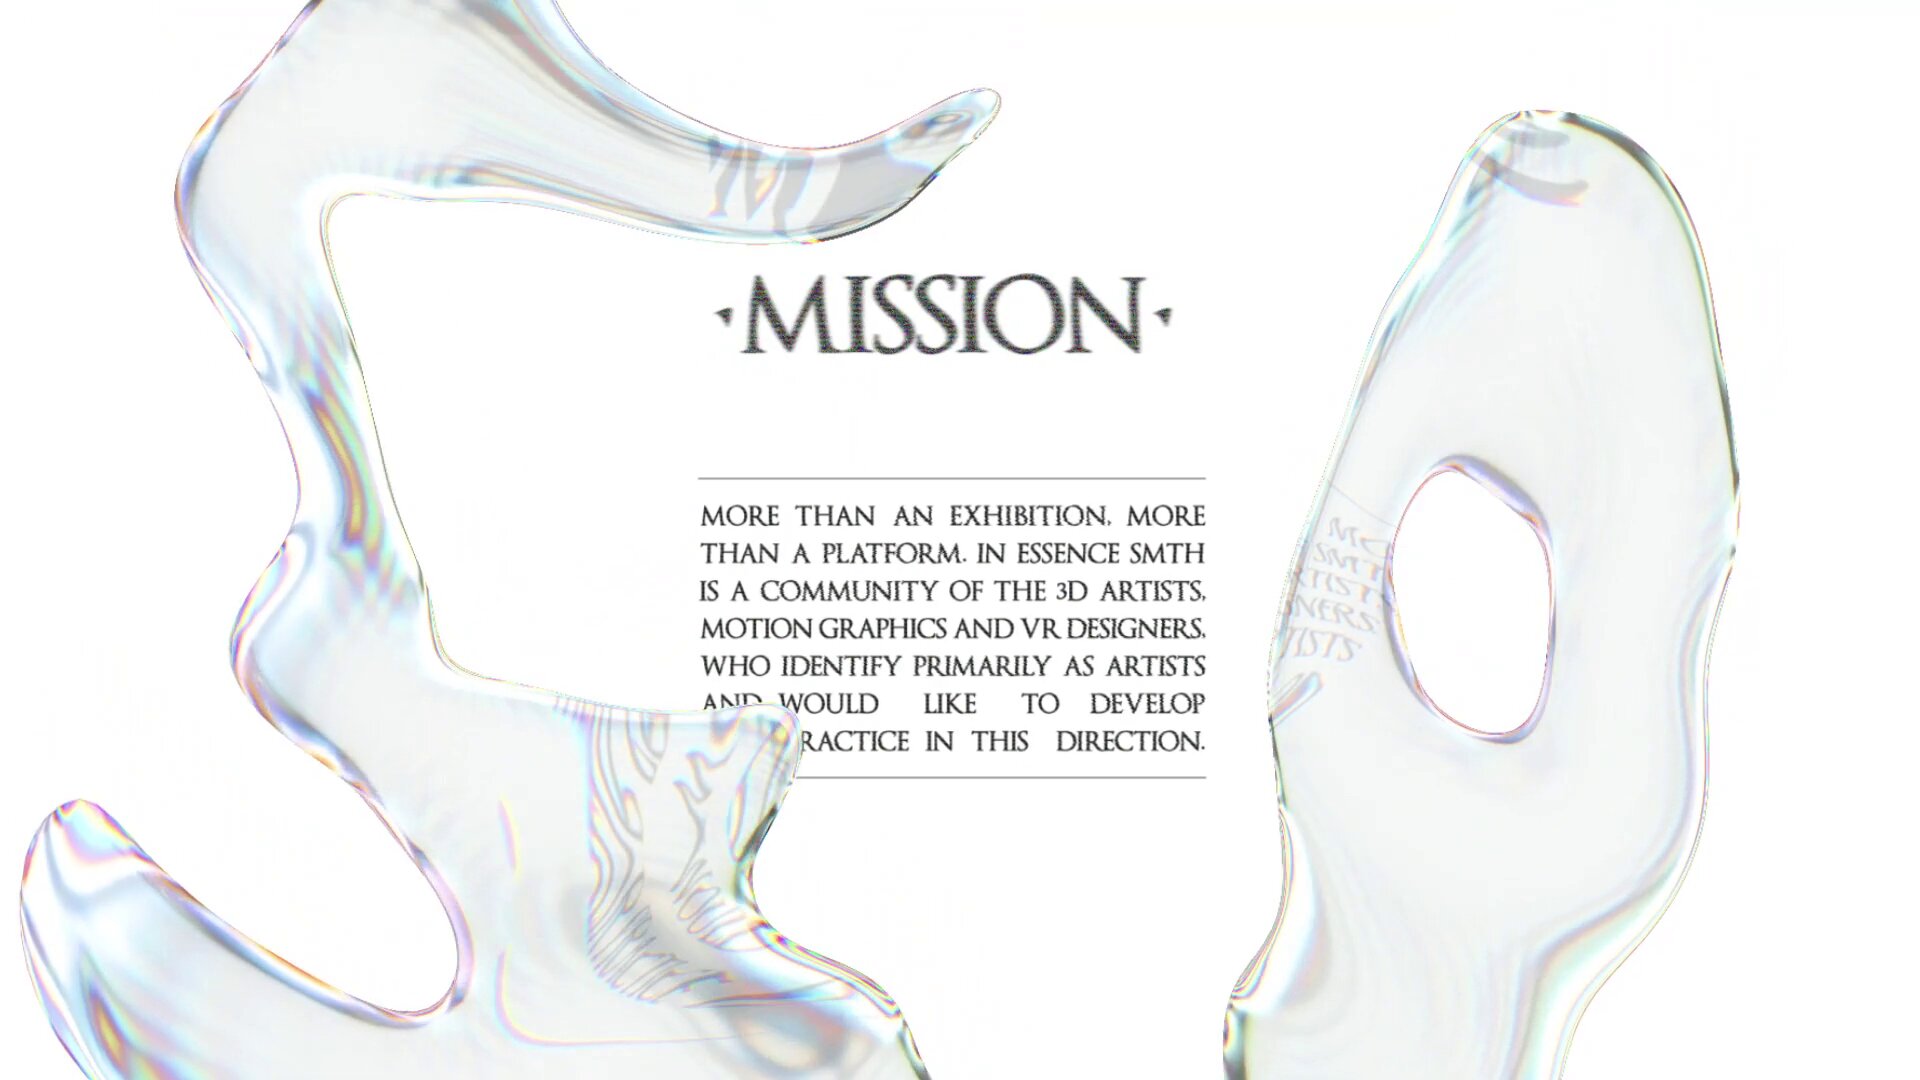 ·MISSION·
MORE THAN AN EXHIBITION, MORE
THAN A PLATFORM. IN ESSENCE SMTH
IS A COMMUNITY OF THE 3D ARTISTS,
MOTION GRAPHICS AND VR DESIGNERS,
WHO IDENTIFY PRIMARILY AS ARTISTS
AND WOULD LIKE TO DEVELOP
RACTICE IN THIS DIRECTION.